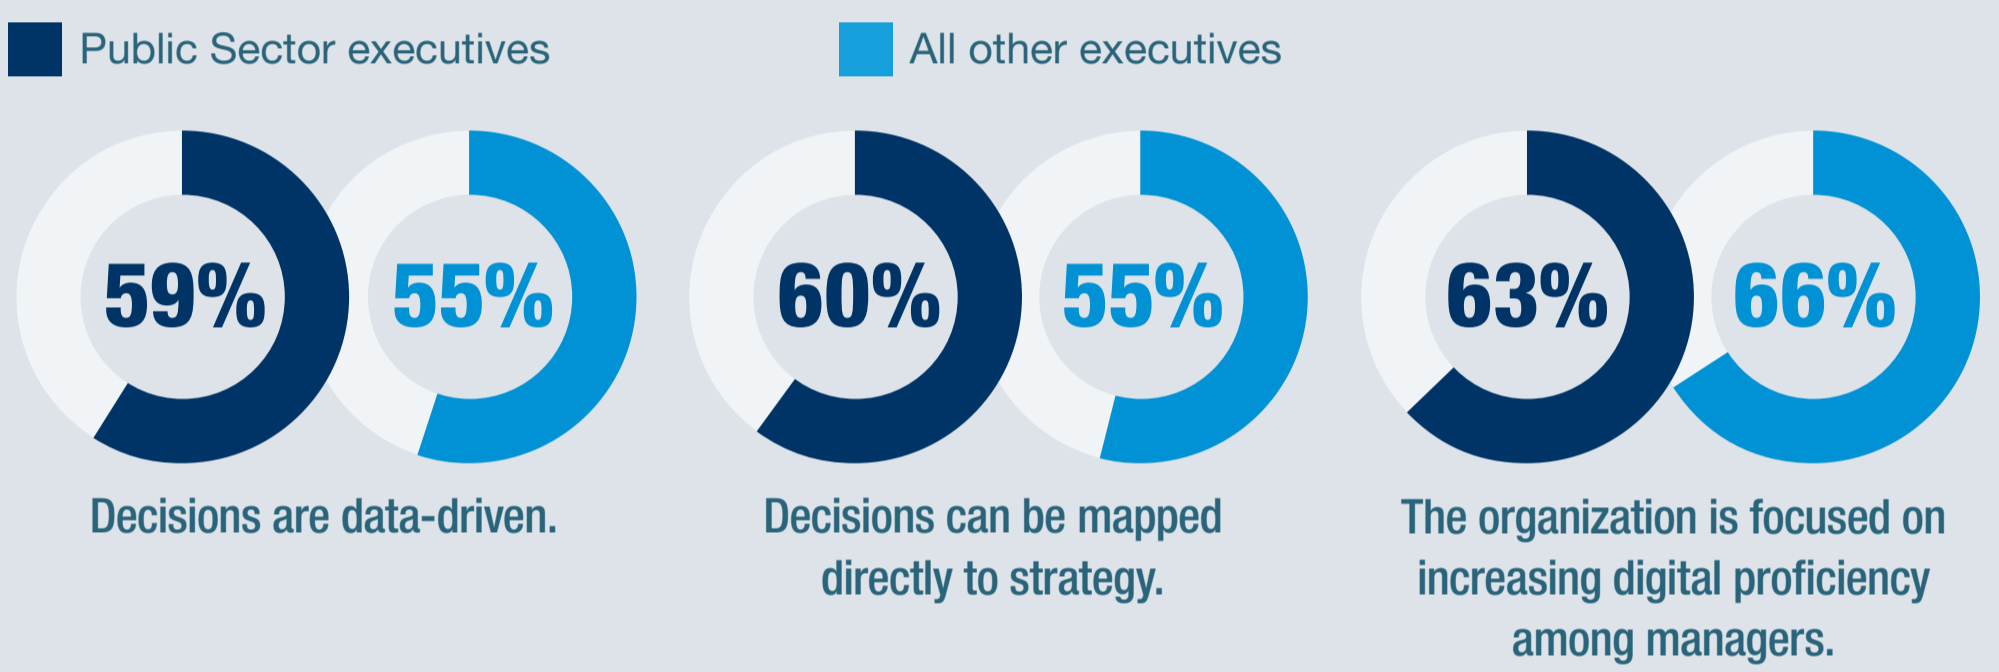 Public Sector executives
All other executives
59%
55%
60%
55%
63%
66%
Decisions are data-driven.
Decisions can be mapped
directly to strategy.
The organization is focused on
increasing digital proficiency
among managers.